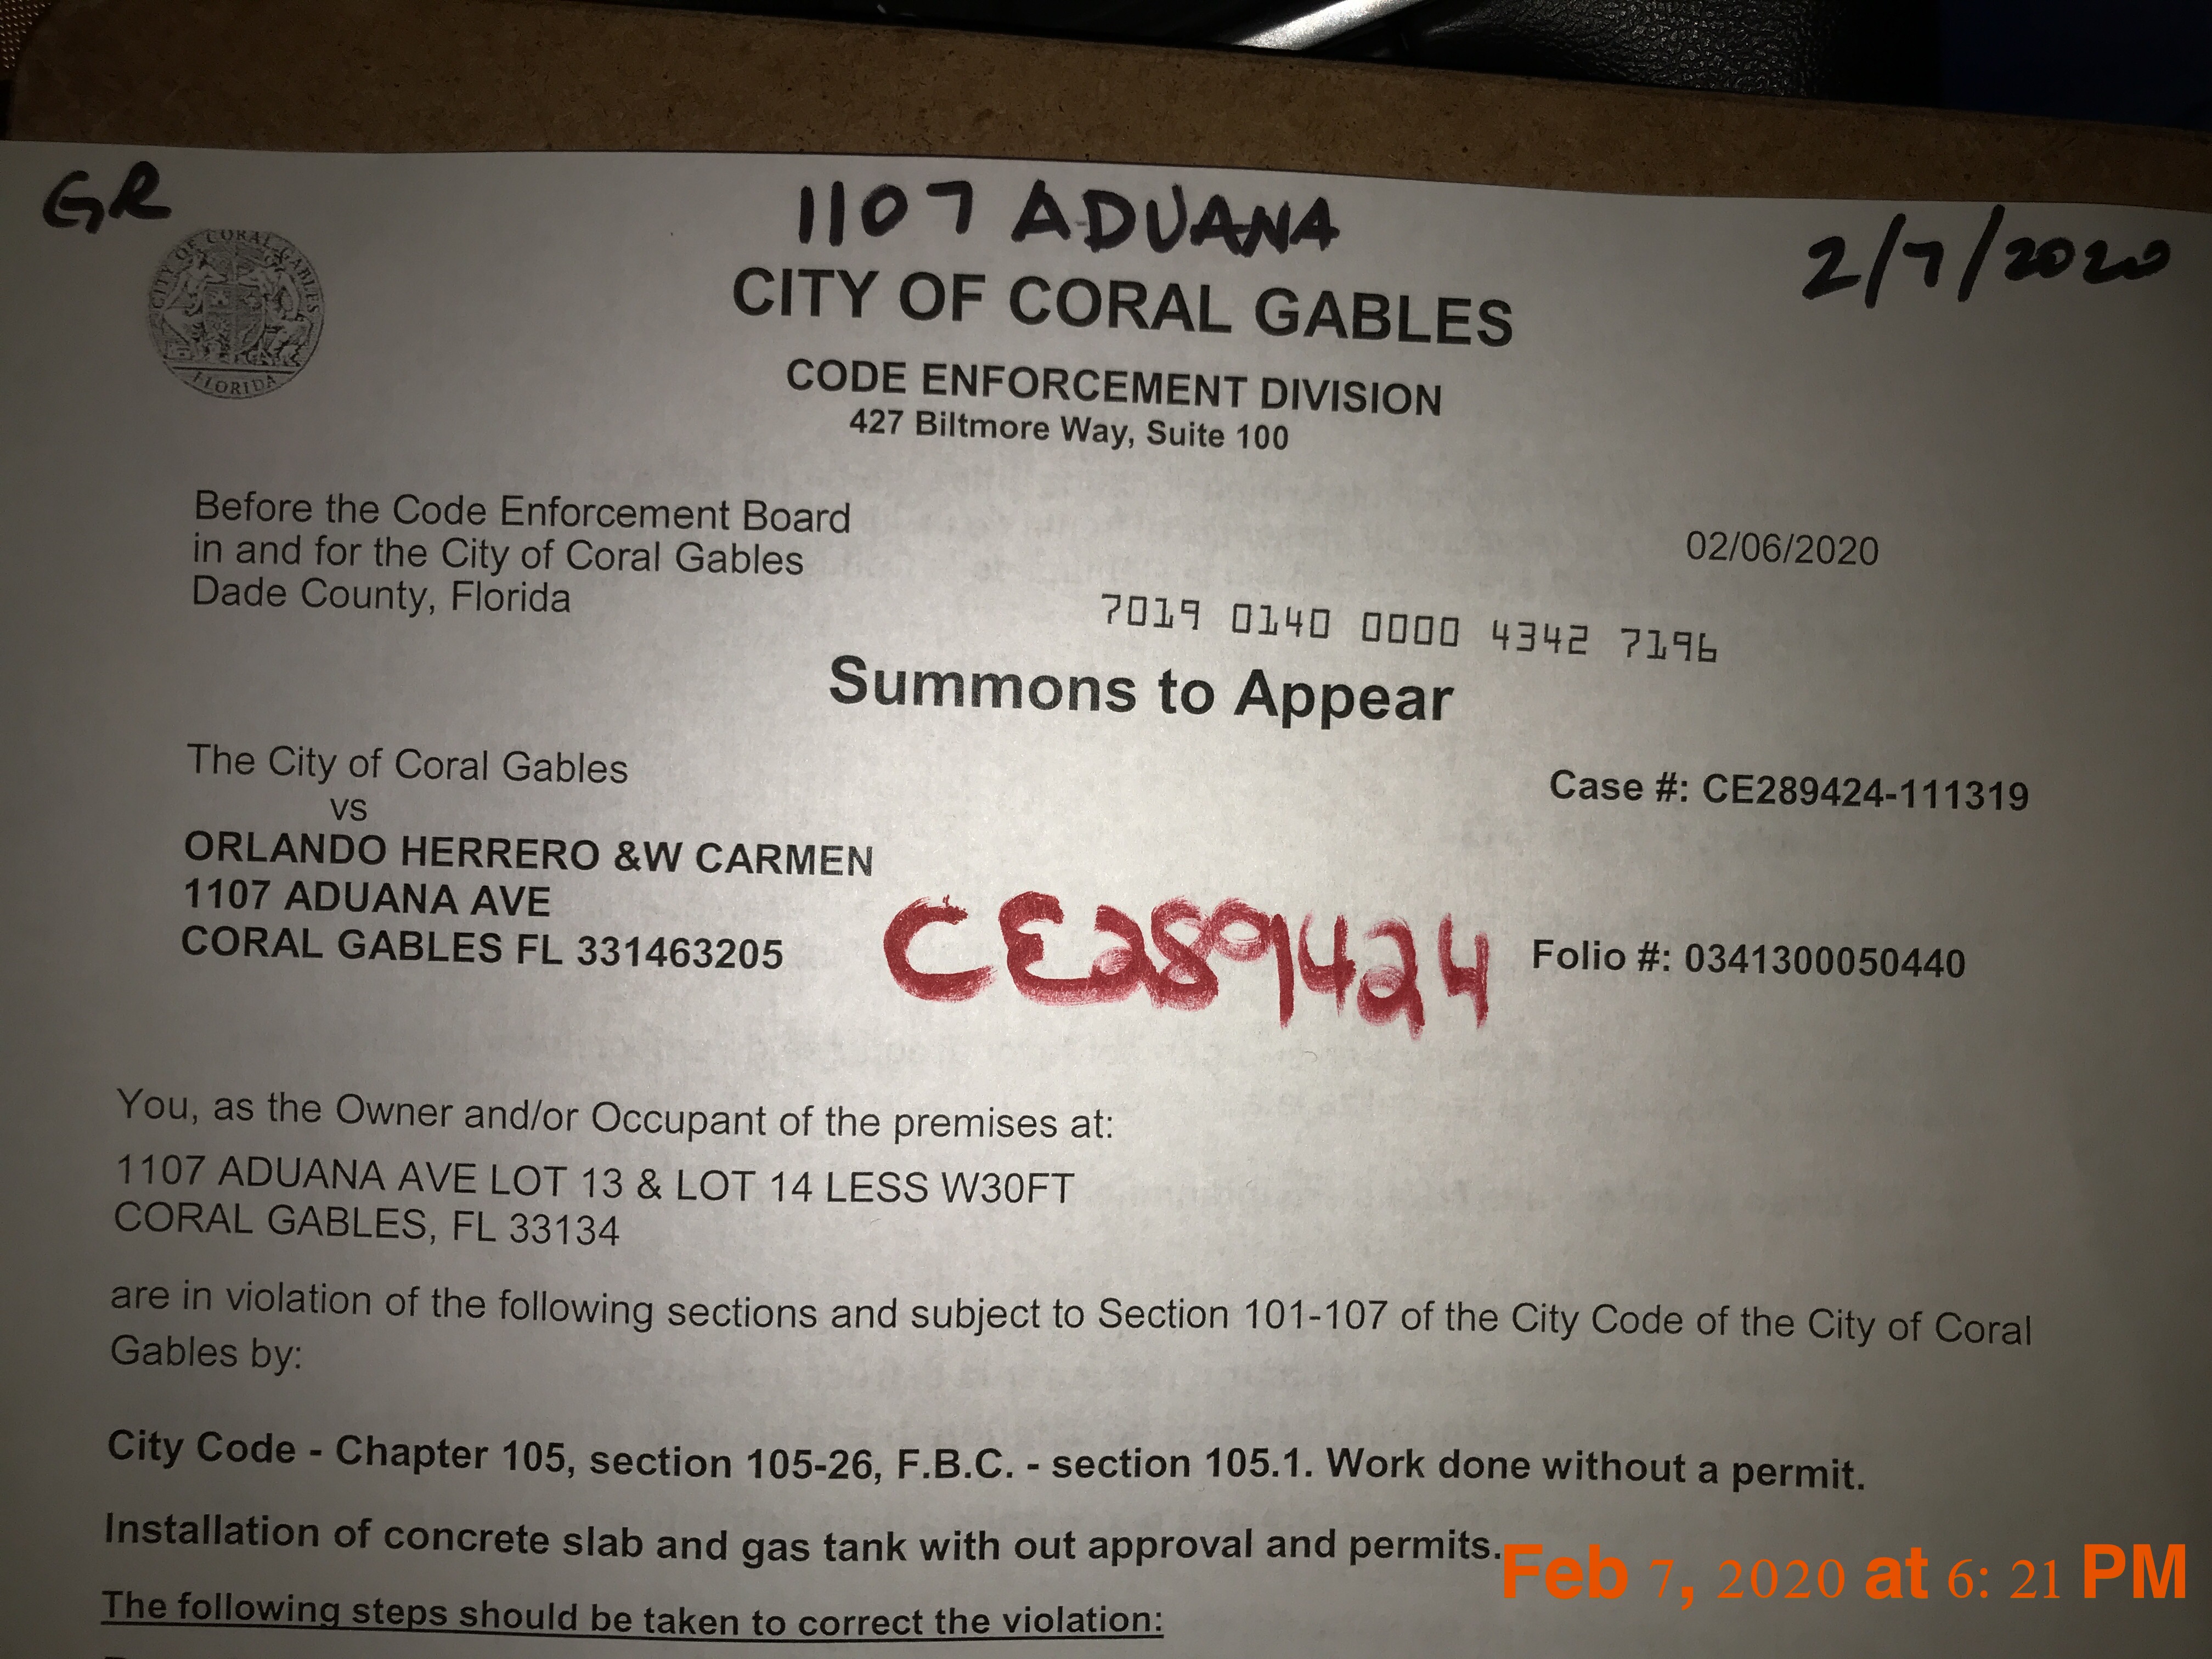 GR
1107 ADUANA
2/7/2020
CITY OF CORAL GABLES
FLORIDA
CITY OF CORAL GABLES
CODE ENFORCEMENT DIVISION
427 Biltmore Way, Suite 100
Before the Code Enforcement Board
in and for the City of Coral Gables
Dade County, Florida
02/06/2020
7019 0140 0000 4342 7196
Summons to Appear
The City of Coral Gables
vs
ORLANDO HERRERO &W CARMEN
1107 ADUANA AVE
CORAL GABLES FL 331463205
Case #: CE289424-111319
CE289424
Folio #: 0341300050440
You, as the Owner and/or Occupant of the premises at:
1107 ADUANA AVE LOT 13 & LOT 14 LESS W30FT
CORAL GABLES, FL 33134
are in violation of the following sections and subject to Section 101-107 of the City Code of the City of Coral
Gables by:
City Code - Chapter 105, section 105-26, F.B.C. - section 105.1. Work done without a permit.
Installation of concrete slab and gas tank with out approval and permits.
Feb 7, 2020 at 6: 21 PM
The following steps should be taken to correct the violation: